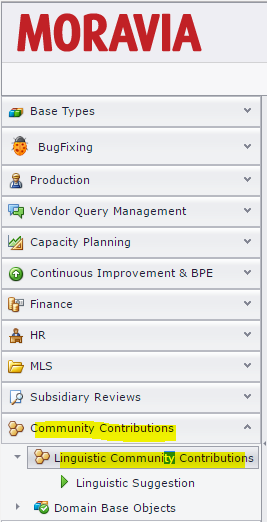 MORAVIA
Base Types
BugFixing
Production
Vendor Query Management
Capacity Planning
Continuous Improvement & BPE
Finance
HR
MLS
Subsidiary Reviews
Community Contributions
Linguistic Community Contributions
Linguistic Suggestion
Domain Base Objects